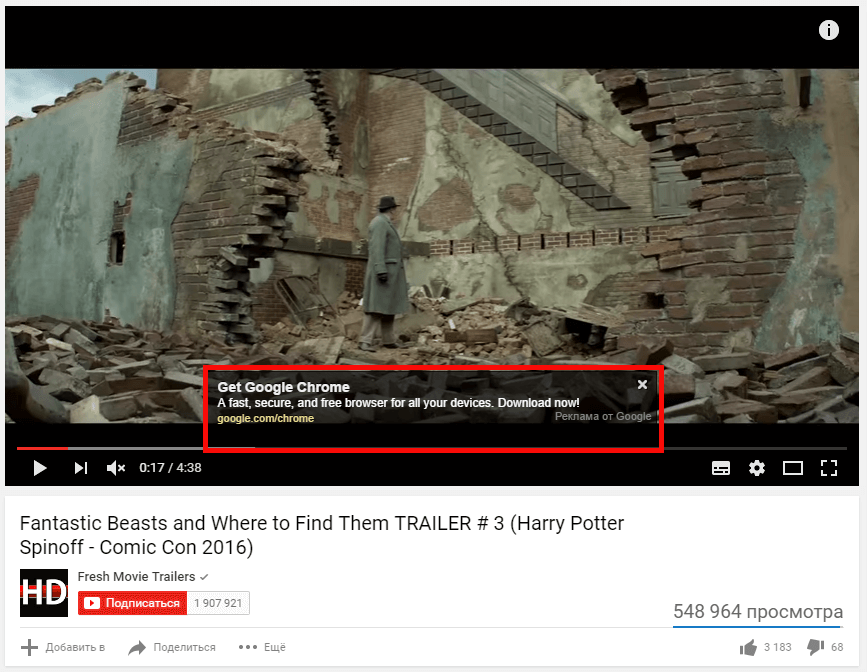 Get Google Chrome
A fast, secure, and free browser for all your devices. Download now!
google.com/chrome
Реклама от Google
0:17 / 4:38
Fantastic Beasts and Where to Find Them TRAILER # 3 (Harry Potter
Spinoff - Comic Con 2016)
HD
Fresh Movie Trailers
Подписаться 1 907 921
548 964 просмотра
Добавить в Поделиться Ещё 3 183 68